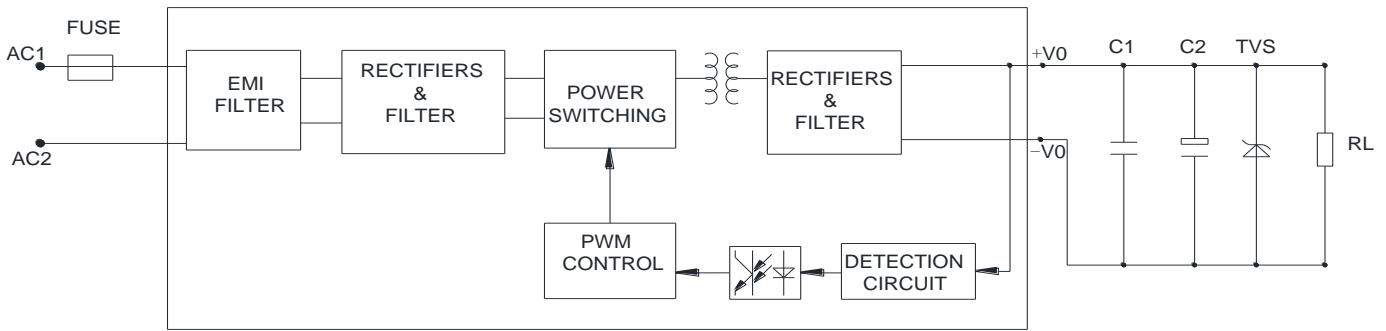 FUSE
AC1
AC2
EMI
FILTER
RECTIFIERS
&
FILTER
POWER
SWITCHING
RECTIFIERS
&
FILTER
+V0
−V0
C1
C2
TVS
RL
PWM
CONTROL
DETECTION
CIRCUIT